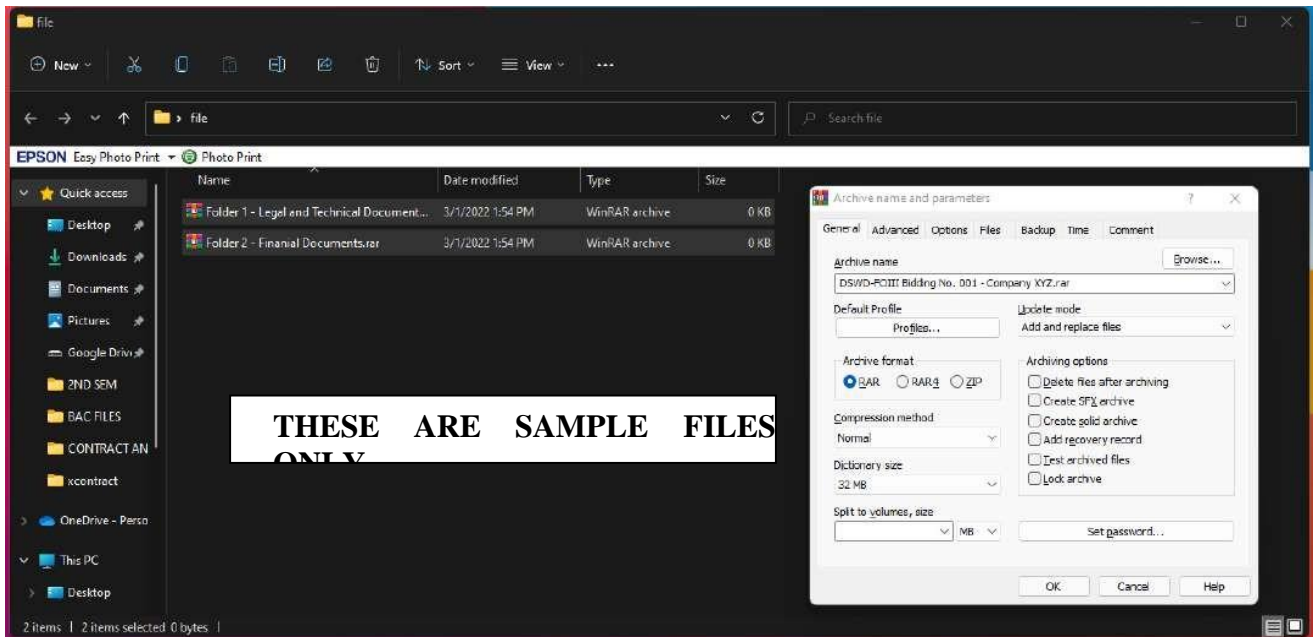 file
New
Sort
View
file
Search file
EPSON Easy Photo Print
Photo Print
Name
Date modified
Type
Size
Quick access
Folder 1 - Legal and Technical Document... 3/1/2022 1:54 PM WinRAR archive 0 KB
Desktop
Folder 2 - Finanial Documents.rar 3/1/2022 1:54 PM WinRAR archive 0 KB
Downloads
Documents
Pictures
Google Driv
2ND SEM
BAC FILES
CONTRACT AN
xcontract
OneDrive - Perso
This PC
Desktop
2 items
2 items selected 0 bytes
THESE ARE SAMPLE FILES
ONLY
Archive name and parameters
?
General Advanced Options Files Backup Time Comment
Archive name
Browse...
DSWD-FOIII Bidding No. 001 - Company XYZ.rar
Default Profile
Profiles...
Update mode
Add and replace files
Archive format
RAR RAR4 ZIP
Compression method
Normal
Dictionary size
32 MB
Split to volumes, size
MB
Archiving options
Delete files after archiving
Create SFX archive
Create solid archive
Add recovery record
Test archived files
Lock archive
Set password...
OK
Cancel
Help